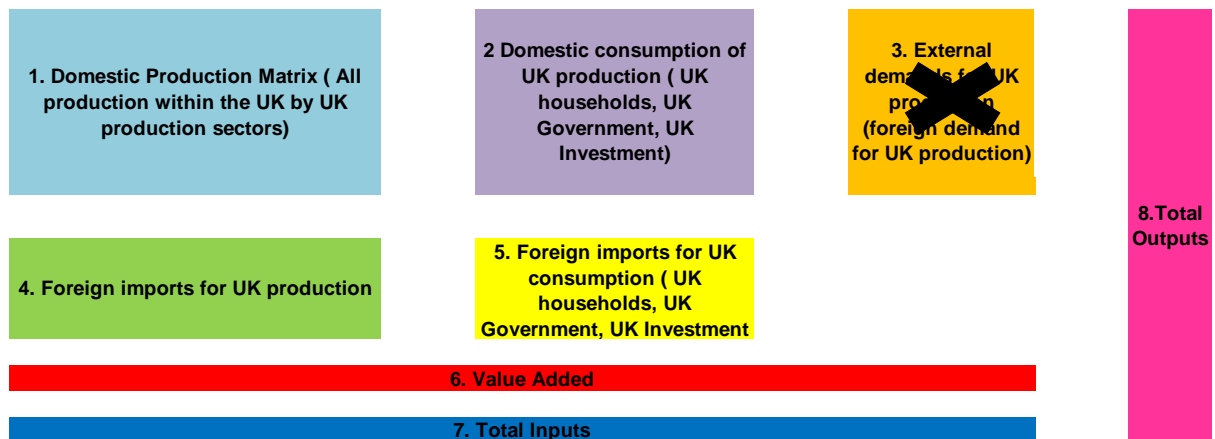 1. Domestic Production Matrix ( All
production within the UK by UK
production sectors)
2 Domestic consumption of
UK production ( UK
households, UK
Government, UK
Investment)
3. External
demands for UK
production
(foreign demand
for UK production)
8.Total
Outputs
4. Foreign imports for UK production
5. Foreign imports for UK
consumption ( UK
households, UK
Government, UK Investment
6. Value Added
7. Total Inputs